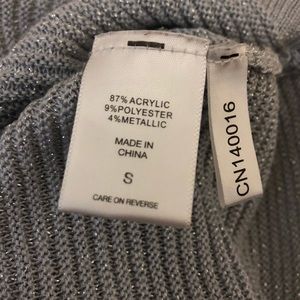 87% ACRYLIC
9% POLYESTER
4% METALLIC
MADE IN
CHINA
S
CARE ON REVERSE
CN140016